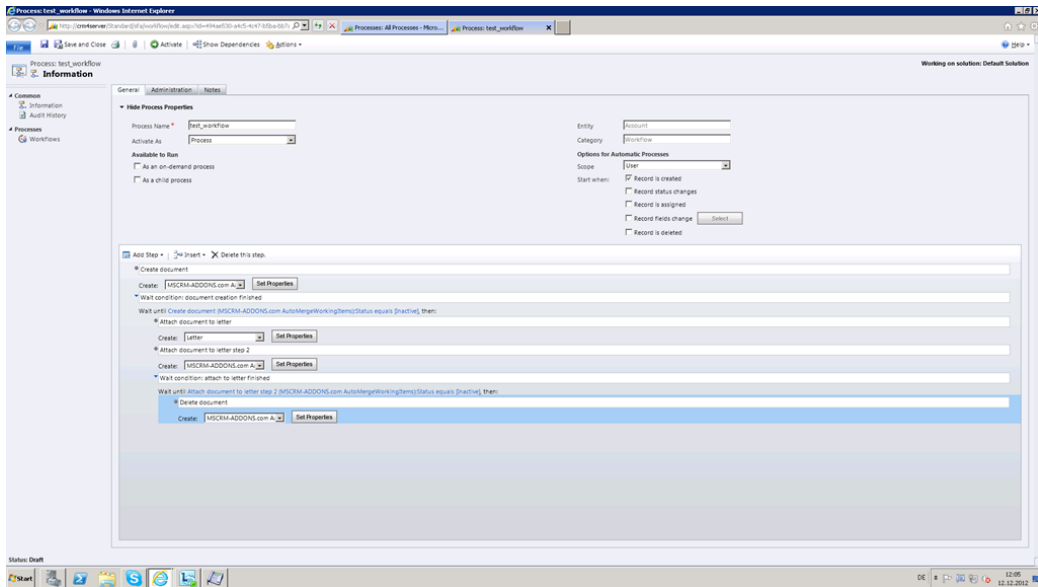 Process: test_workflow - Windows Internet Explorer
Processes: All Processes - Micro... Process: test_workflow
File Save and Close Activate Show Dependencies Actions Help
Process: test_workflow Working on solution: Default Solution
Information
Common
Information
Audit History
Processes
Workflows
General Administration Notes
Hide Process Properties
Process Name * test_workflow Entity Account
Activate As Process Category Workflow
Available to Run Options for Automatic Processes
As an on-demand process Scope User
As a child process Start when: Record is created
Record status changes
Record is assigned
Record fields change Select
Record is deleted
Add Step Insert Delete this step.
Create document
Create: MSCRM-ADDONS.com Set Properties
Wait condition: document creation finished
Wait until Create document (MSCRM-ADDONS.com AutoMergeWorkingItems):Status equals [Inactive], then:
Attach document to letter
Create: Letter Set Properties
Attach document to letter step 2
Create: MSCRM-ADDONS.com Set Properties
Wait condition: attach to letter finished
Wait until Attach document to letter step 2 (MSCRM-ADDONS.com AutoMergeWorkingItems):Status equals [Inactive], then:
Delete document
Create: MSCRM-ADDONS.com Set Properties
Status: Draft
Start DE 12:05
12.12.2012